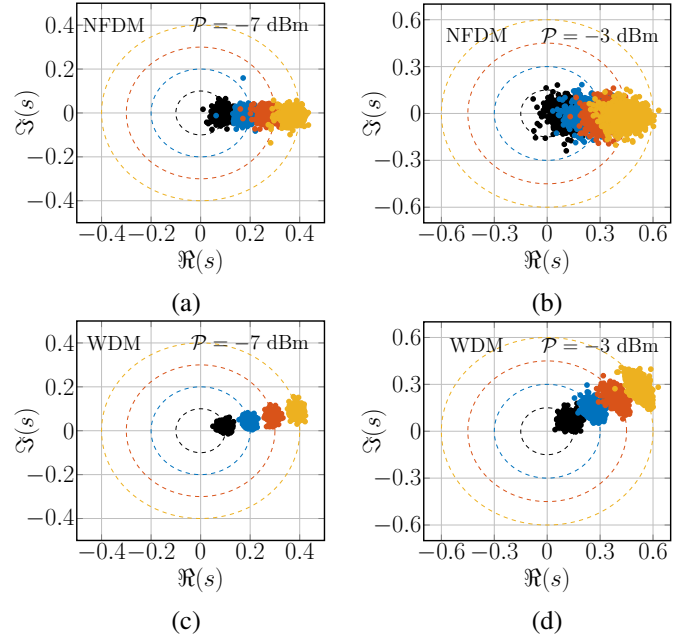 NFDM $\mathcal{P} = -7$ dBm
0.4
0.2
0
−0.2
−0.4
ℑ(s)
−0.4 −0.2 0 0.2 0.4
ℜ(s)
(a)
NFDM $\mathcal{P} = -3$ dBm
0.6
0.3
0
−0.3
−0.6
ℑ(s)
−0.6 −0.3 0 0.3 0.6
ℜ(s)
(b)
WDM $\mathcal{P} = -7$ dBm
0.4
0.2
0
−0.2
−0.4
ℑ(s)
−0.4 −0.2 0 0.2 0.4
ℜ(s)
(c)
WDM $\mathcal{P} = -3$ dBm
0.6
0.3
0
−0.3
−0.6
ℑ(s)
−0.6 −0.3 0 0.3 0.6
ℜ(s)
(d)